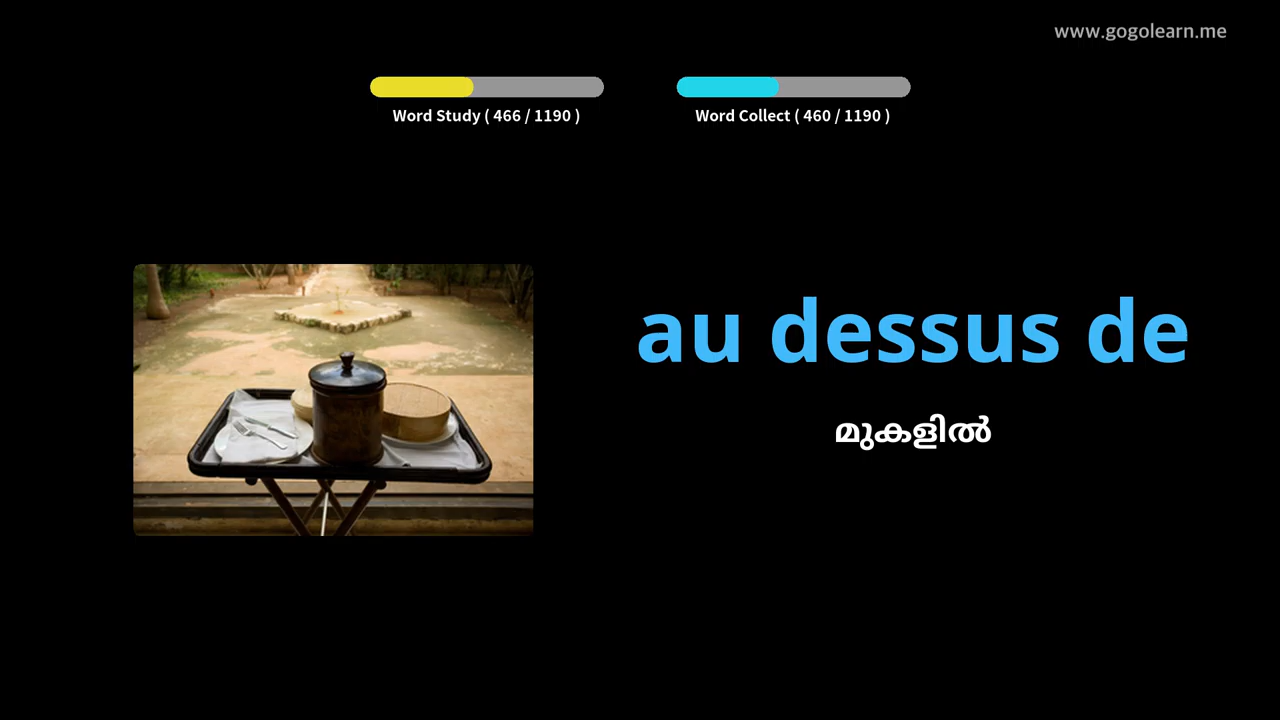 www.gogolearn.me
Word Study ( 466 / 1190 )
Word Collect ( 460 / 1190 )
au dessus de
മുകളിൽ